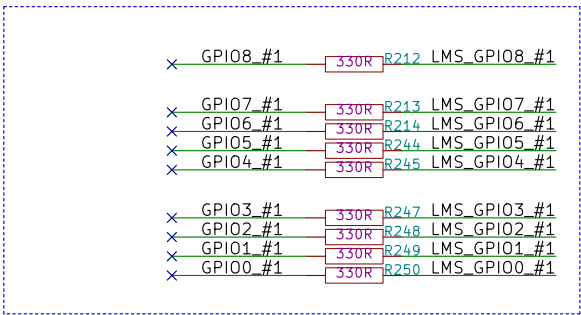 GPIO8_#1 330R R212 LMS_GPIO8_#1
GPIO7_#1 330R R213 LMS_GPIO7_#1
GPIO6_#1 330R R214 LMS_GPIO6_#1
GPIO5_#1 330R R244 LMS_GPIO5_#1
GPIO4_#1 330R R245 LMS_GPIO4_#1
GPIO3_#1 330R R247 LMS_GPIO3_#1
GPIO2_#1 330R R248 LMS_GPIO2_#1
GPIO1_#1 330R R249 LMS_GPIO1_#1
GPIO0_#1 330R R250 LMS_GPIO0_#1